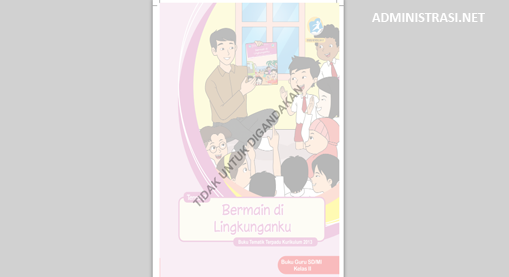 ADMINISTRASI.NET
TIDAK UNTUK DIGANDAKAN
Bermain di
Lingkunganku
Buku Tematik Terpadu Kurikulum 2013
Buku Guru SD/MI
Kelas II